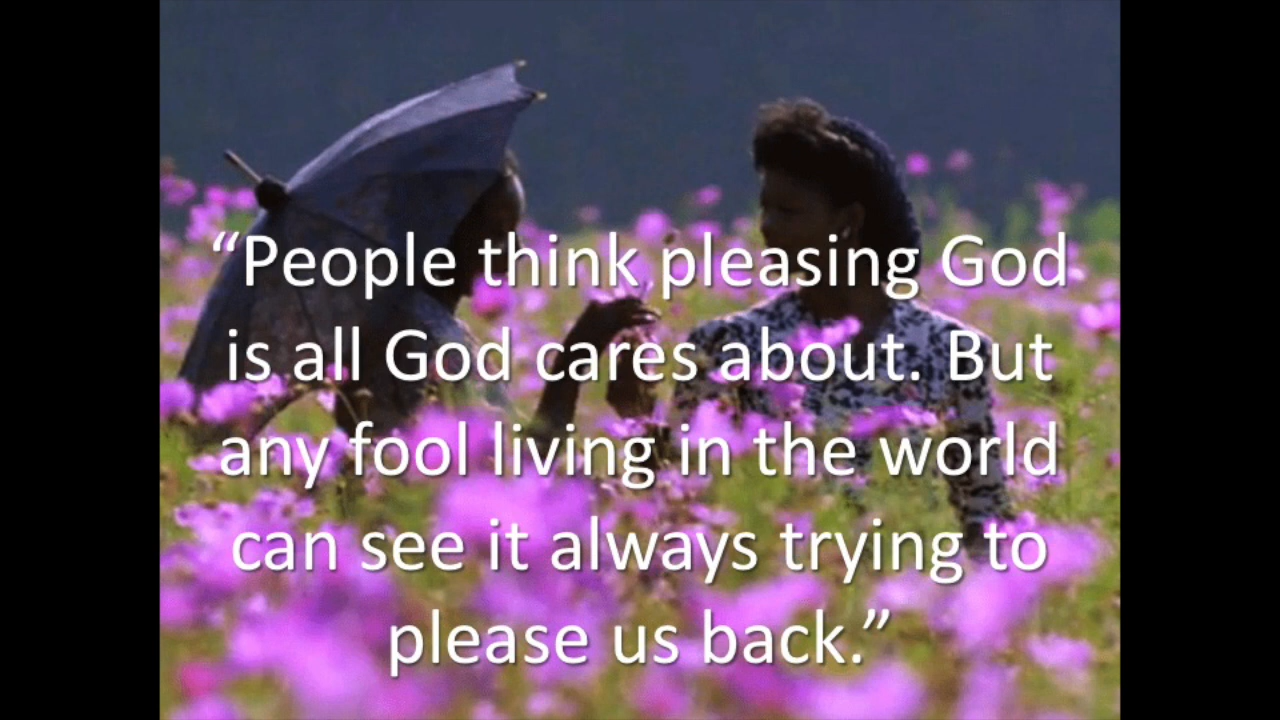 “People think pleasing God
is all God cares about. But
any fool living in the world
can see it always trying to
please us back.”